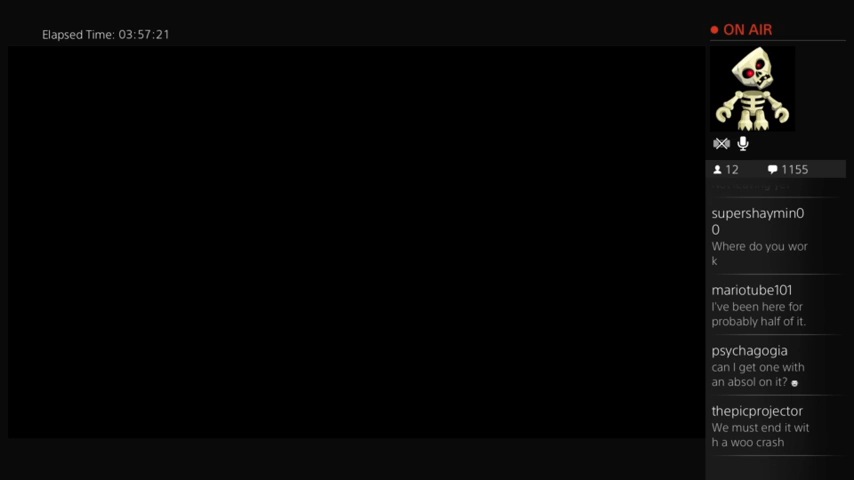 Elapsed Time: 03:57:21
ON AIR
12 1155
supershaymin0
0
Where do you wor
k
mariotube101
I've been here for
probably half of it.
psychagogia
can I get one with
an absol on it?
thepicprojector
We must end it wit
h a woo crash